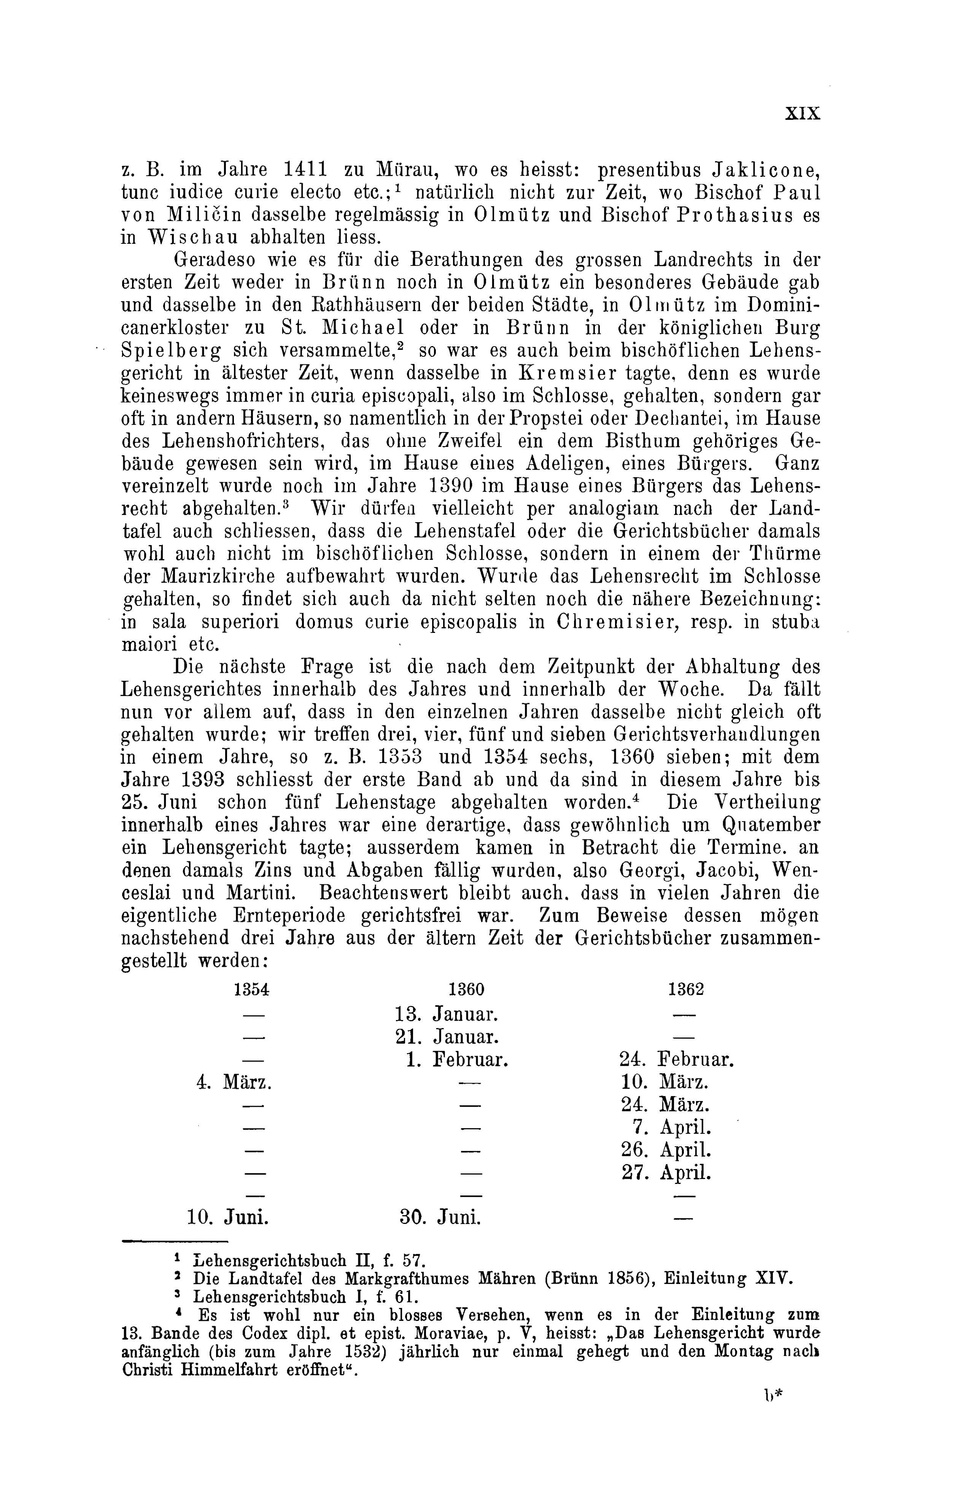 XIX
z. B. im Jahre 1411 zu Mürau, wo es heisst: presentibus Jaklicone,
tunc iudice curie electo etc.;¹ natürlich nicht zur Zeit, wo Bischof Paul
von Miličin dasselbe regelmässig in Olmütz und Bischof Prothasius es
in Wischau abhalten liess.
Geradeso wie es für die Berathungen des grossen Landrechts in der
ersten Zeit weder in Brünn noch in Olmütz ein besonderes Gebäude gab
und dasselbe in den Rathhäusern der beiden Städte, in Olmütz im Domini-
canerkloster zu St. Michael oder in Brünn in der königlichen Burg
Spielberg sich versammelte,² so war es auch beim bischöflichen Lehens-
gericht in ältester Zeit, wenn dasselbe in Kremsier tagte, denn es wurde
keineswegs immer in curia episcopali, also im Schlosse, gehalten, sondern gar
oft in andern Häusern, so namentlich in der Propstei oder Dechantei, im Hause
des Lehenshofrichters, das ohne Zweifel ein dem Bisthum gehöriges Ge-
bäude gewesen sein wird, im Hause eines Adeligen, eines Bürgers. Ganz
vereinzelt wurde noch im Jahre 1390 im Hause eines Bürgers das Lehens-
recht abgehalten.³ Wir dürfen vielleicht per analogiam nach der Land-
tafel auch schliessen, dass die Lehenstafel oder die Gerichtsbücher damals
wohl auch nicht im bischöflichen Schlosse, sondern in einem der Thürme
der Maurizkirche aufbewahrt wurden. Wurde das Lehensrecht im Schlosse
gehalten, so findet sich auch da nicht selten noch die nähere Bezeichnung:
in sala superiori domus curie episcopalis in Chremisier, resp. in stuba
maiori etc.
Die nächste Frage ist die nach dem Zeitpunkt der Abhaltung des
Lehensgerichtes innerhalb des Jahres und innerhalb der Woche. Da fällt
nun vor allem auf, dass in den einzelnen Jahren dasselbe nicht gleich oft
gehalten wurde; wir treffen drei, vier, fünf und sieben Gerichtsverhandlungen
in einem Jahre, so z. B. 1353 und 1354 sechs, 1360 sieben; mit dem
Jahre 1393 schliesst der erste Band ab und da sind in diesem Jahre bis
25. Juni schon fünf Lehenstage abgehalten worden.⁴ Die Vertheilung
innerhalb eines Jahres war eine derartige, dass gewöhnlich um Quatember
ein Lehensgericht tagte; ausserdem kamen in Betracht die Termine, an
denen damals Zins und Abgaben fällig wurden, also Georgi, Jacobi, Wen-
ceslai und Martini. Beachtenswert bleibt auch, dass in vielen Jahren die
eigentliche Ernteperiode gerichtsfrei war. Zum Beweise dessen mögen
nachstehend drei Jahre aus der ältern Zeit der Gerichtsbücher zusammen-
gestellt werden:
1354 1360 1362
— 13. Januar. —
— 21. Januar. —
— 1. Februar. 24. Februar.
4. März. — 10. März.
— — 24. März.
— — 7. April.
— — 26. April.
— — 27. April.
— — —
10. Juni. 30. Juni. —
¹ Lehensgerichtsbuch II, f. 57.
² Die Landtafel des Markgrafthumes Mähren (Brünn 1856), Einleitung XIV.
³ Lehensgerichtsbuch I, f. 61.
⁴ Es ist wohl nur ein blosses Versehen, wenn es in der Einleitung zum
13. Bande des Codex dipl. et epist. Moraviae, p. V, heisst: „Das Lehensgericht wurde
anfänglich (bis zum Jahre 1532) jährlich nur einmal gehegt und den Montag nach
Christi Himmelfahrt eröffnet“.
b*